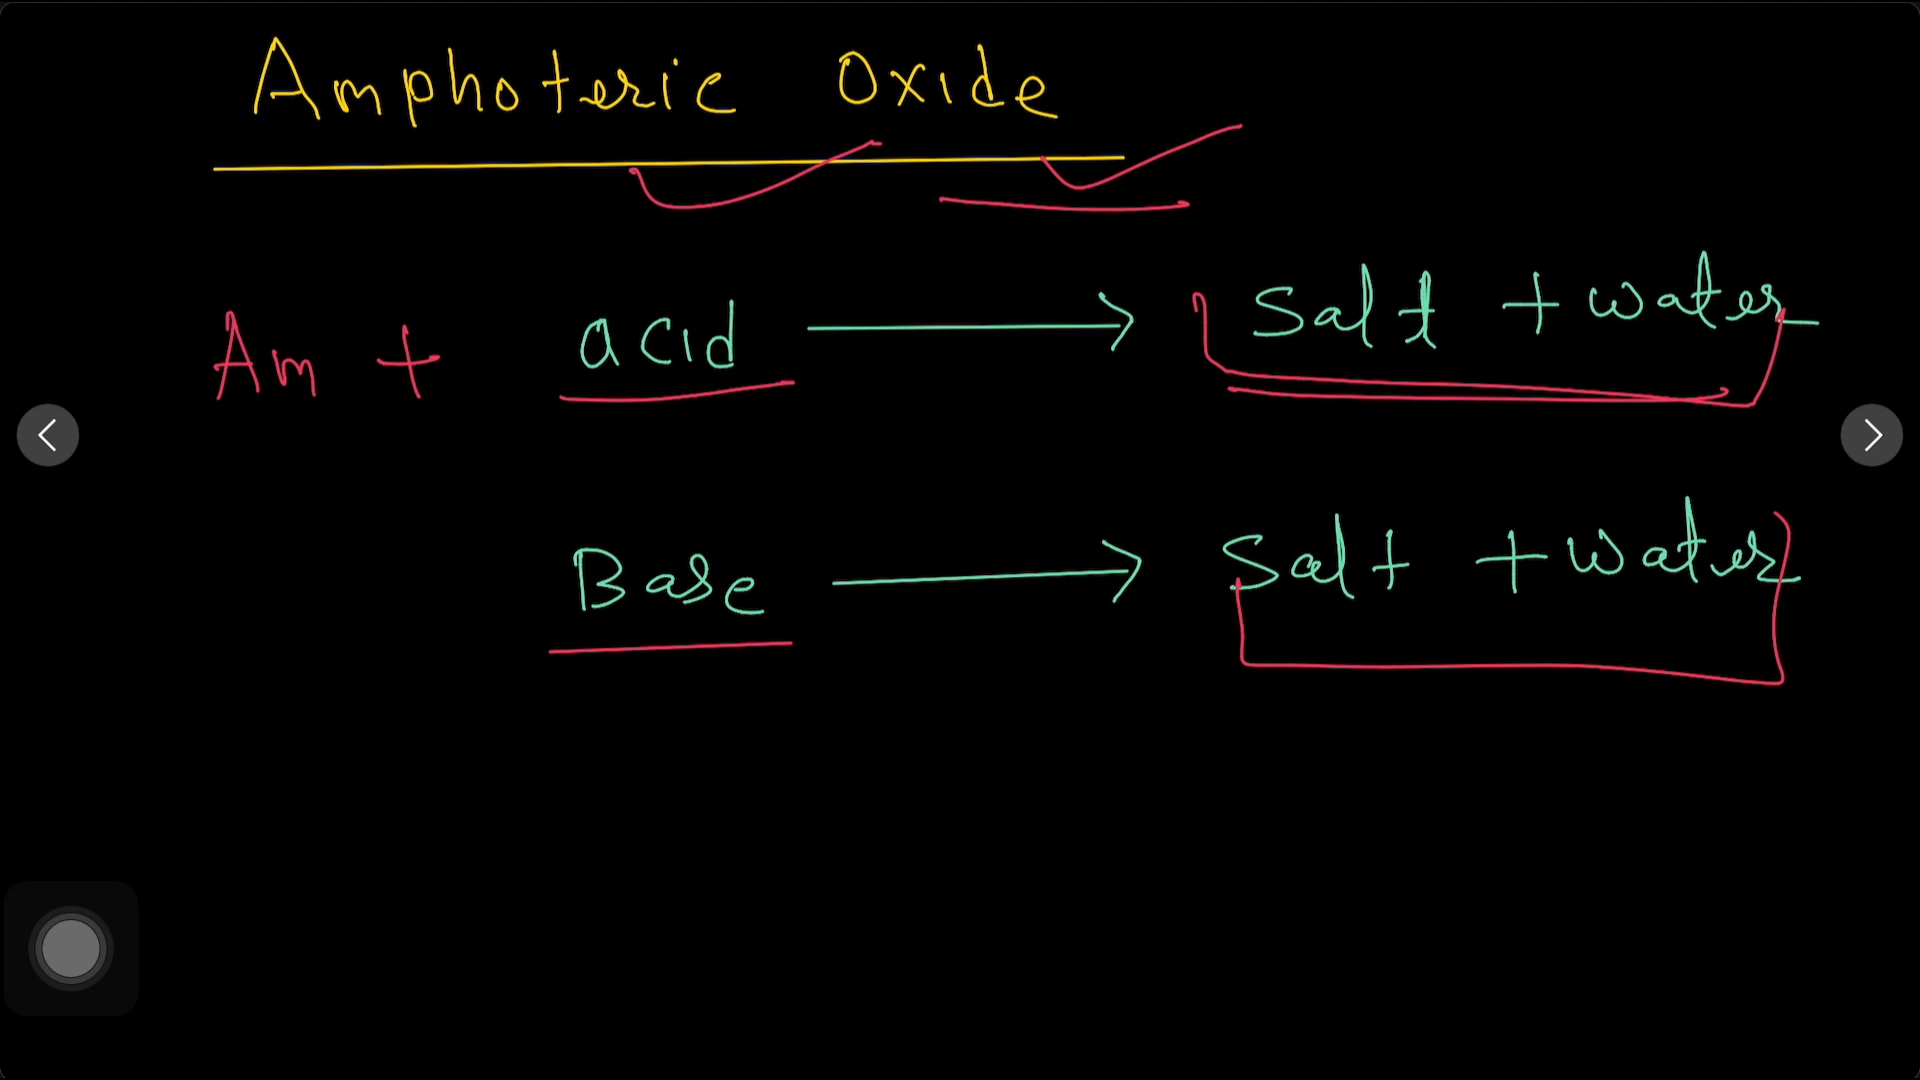 Amphoteric Oxide
Am + acid → Salt + water
Base → Salt + water